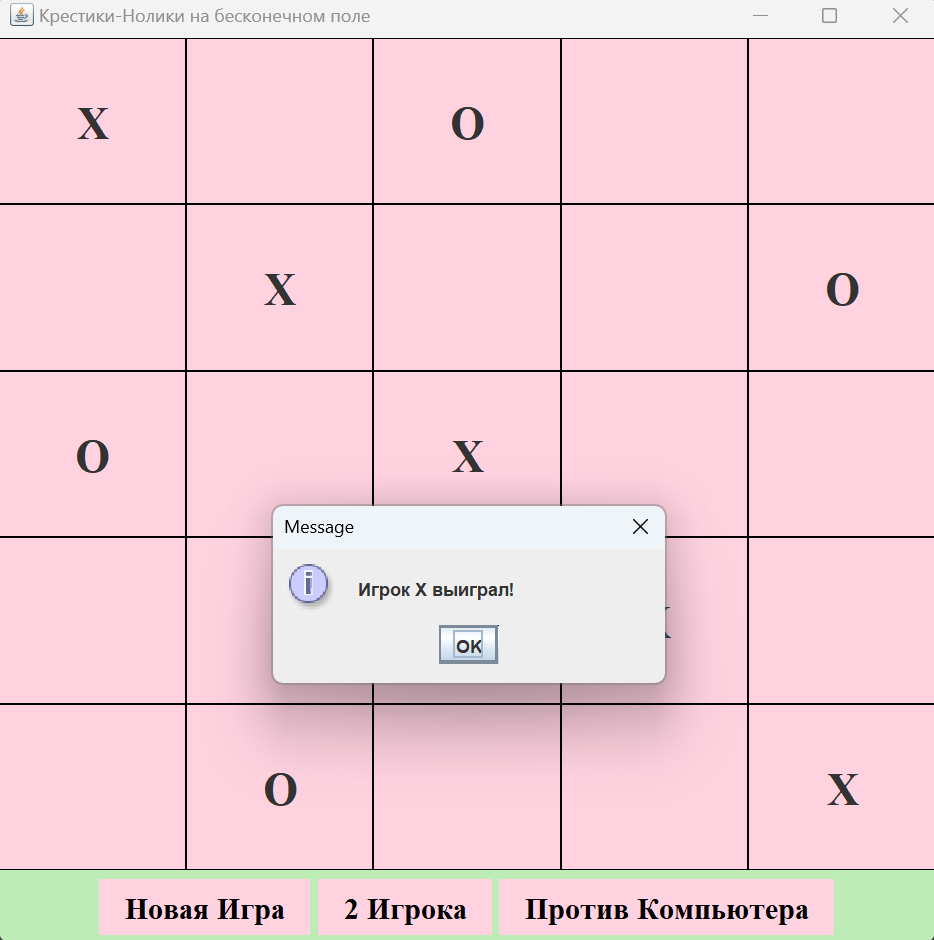 Крестики-Нолики на бесконечном поле
X O
X O
O X
Message
Игрок X выиграл!
OK
O X
Новая Игра 2 Игрока Против Компьютера